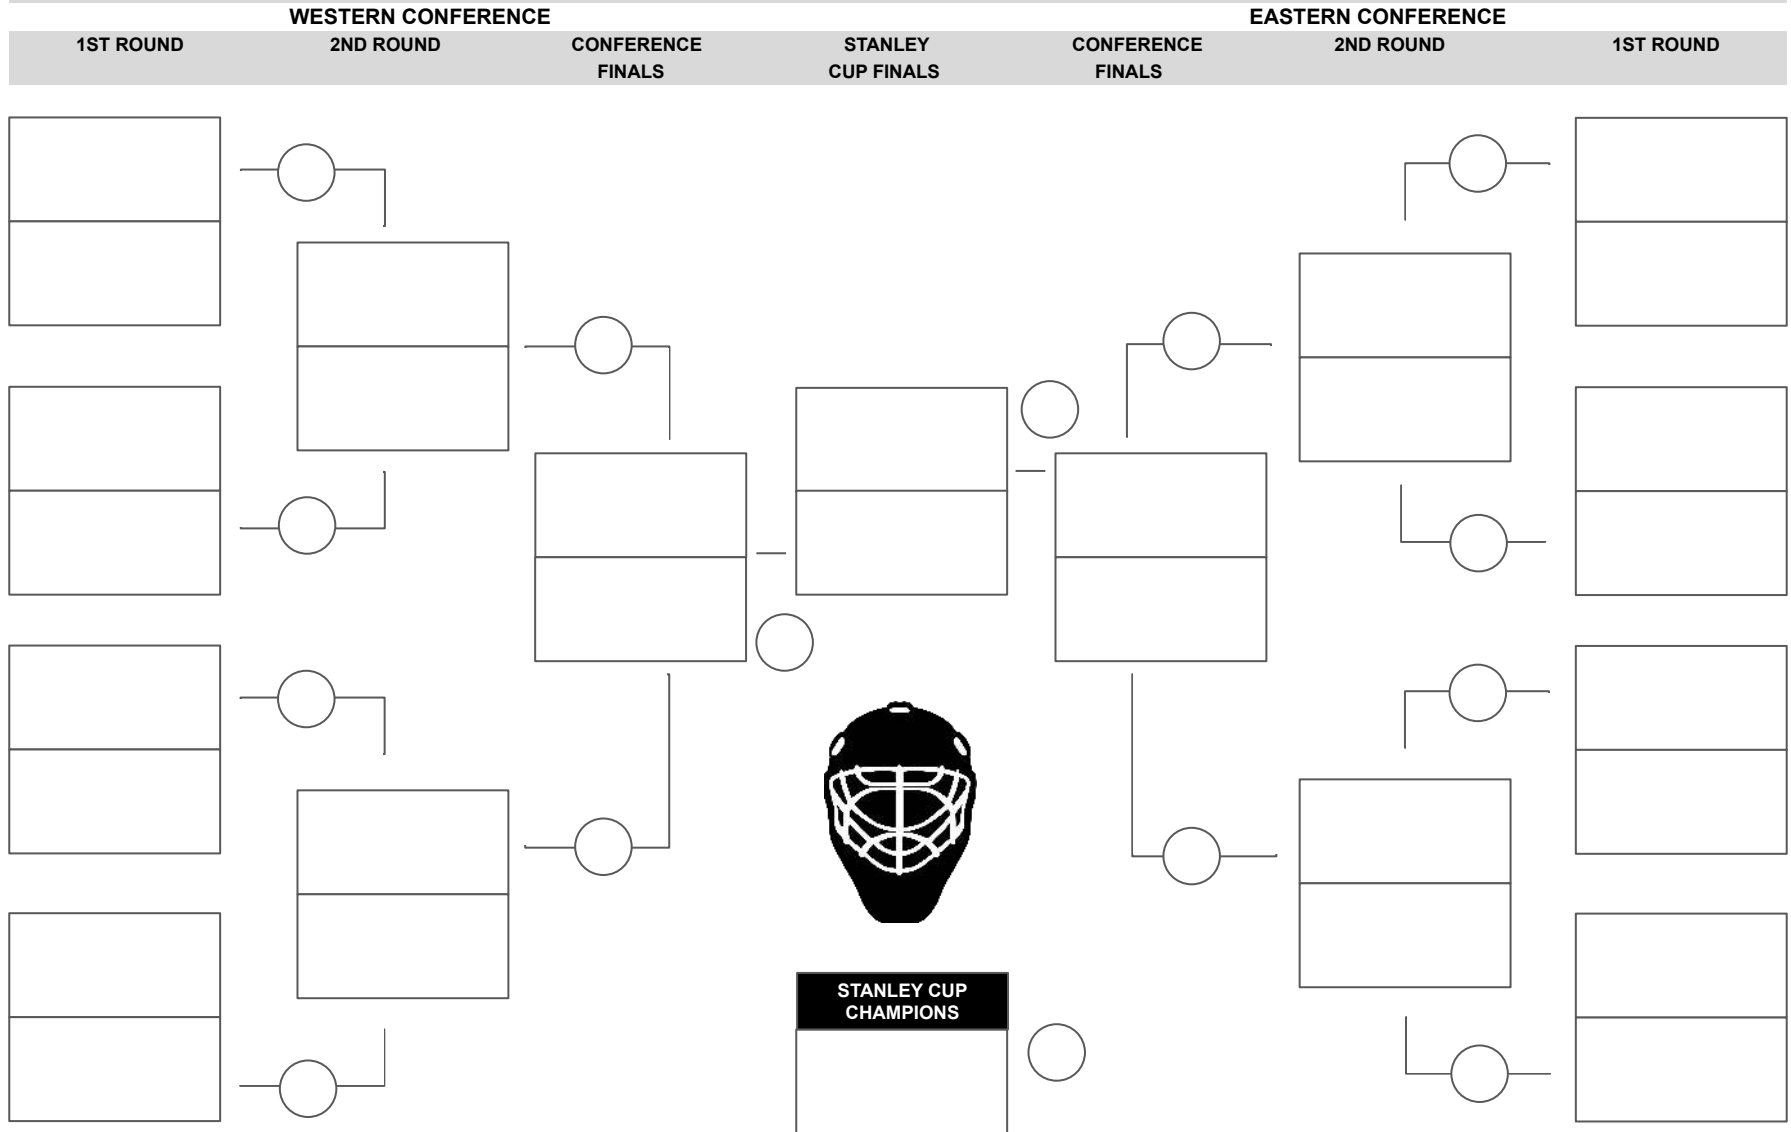 WESTERN CONFERENCE EASTERN CONFERENCE
1ST ROUND 2ND ROUND CONFERENCE STANLEY CONFERENCE 2ND ROUND 1ST ROUND
FINALS CUP FINALS FINALS
STANLEY CUP
CHAMPIONS